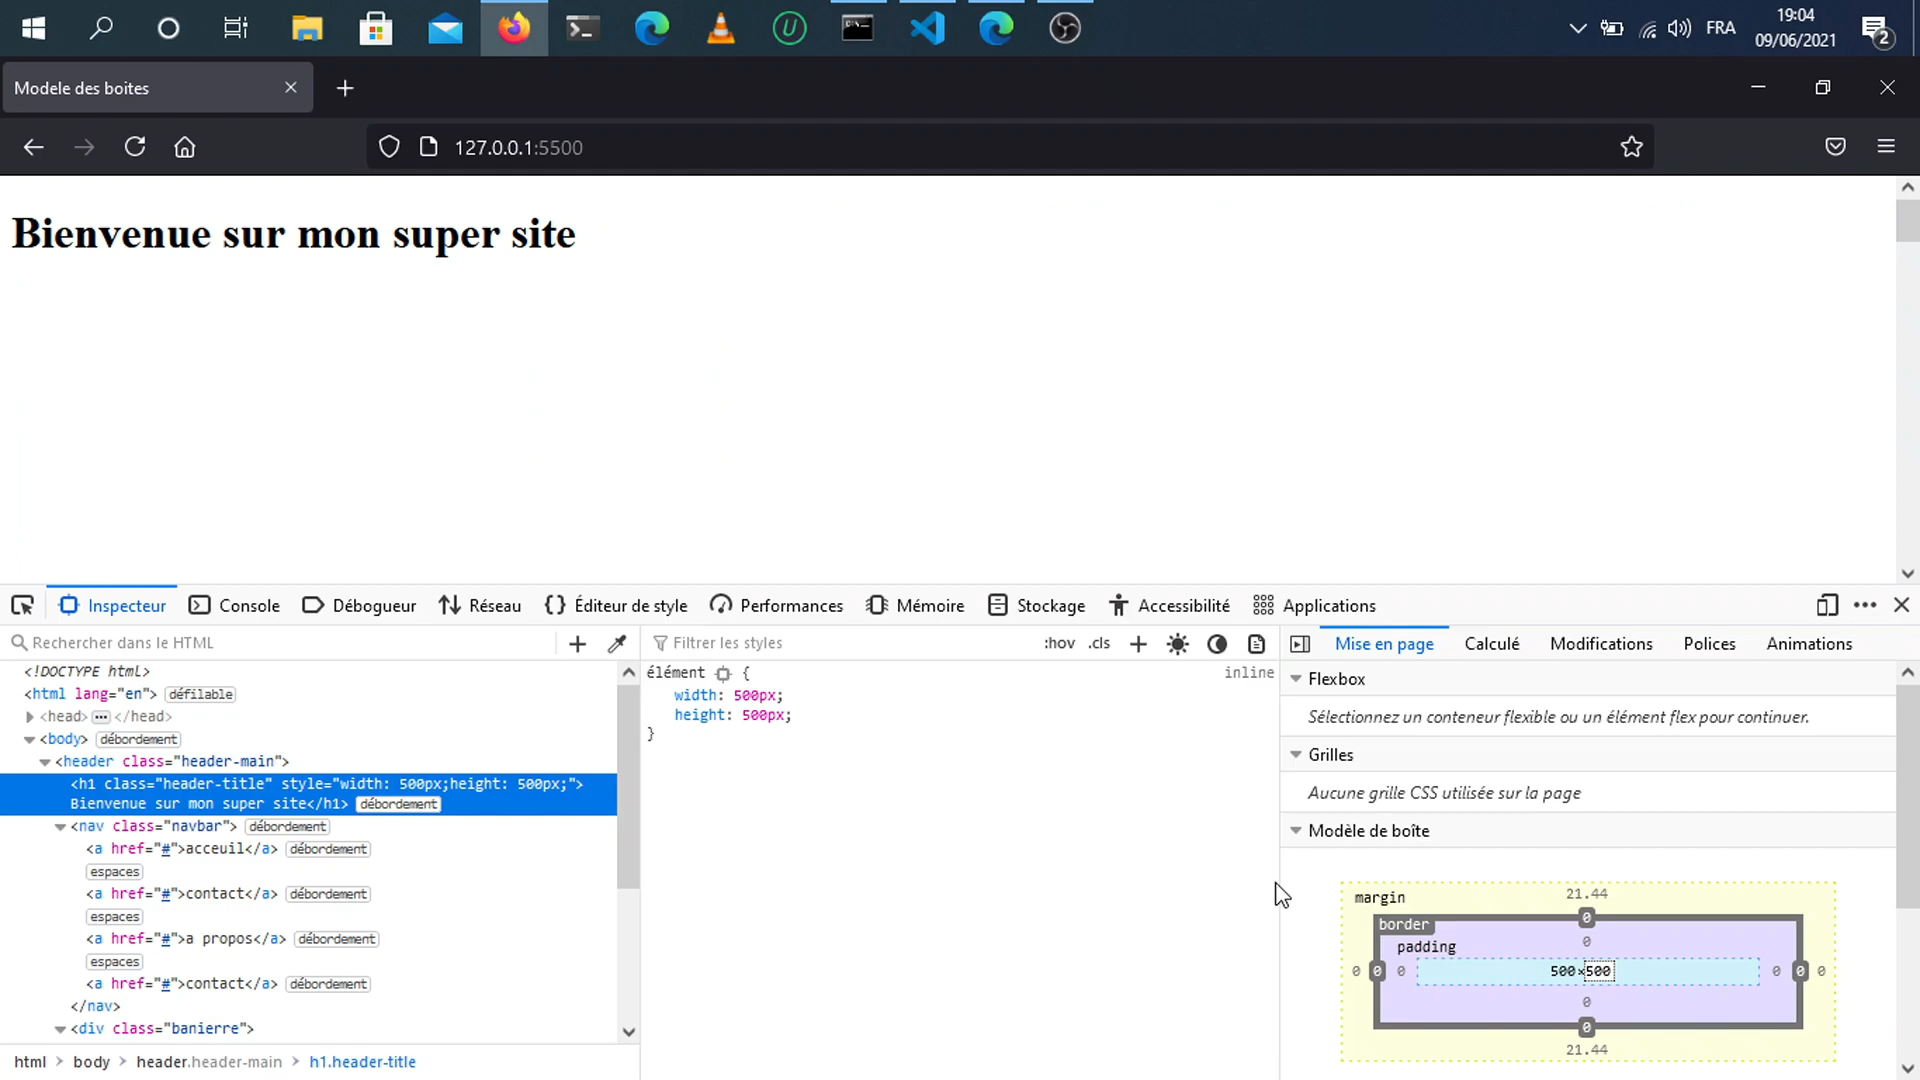 FRA
19:04
09/06/2021
2
Modele des boites
127.0.0.1:5500
Bienvenue sur mon super site
Inspecteur
Console
Débogueur
Réseau
Éditeur de style
Performances
Mémoire
Stockage
Accessibilité
Applications
Rechercher dans le HTML
Filtrer les styles
:hov .cls
Mise en page
Calculé
Modifications
Polices
Animations
<!DOCTYPE html>
<html lang="en"> défilable
<head> ••• </head>
<body> débordement
<header class="header-main">
<h1 class="header-title" style="width: 500px;height: 500px;">
Bienvenue sur mon super site</h1> débordement
<nav class="navbar"> débordement
<a href="#">acceuil</a> débordement
espaces
<a href="#">contact</a> débordement
espaces
<a href="#">a propos</a> débordement
espaces
<a href="#">contact</a> débordement
</nav>
<div class="banierre">
html > body > header.header-main > h1.header-title
élément { inline
width: 500px;
height: 500px;
}
Flexbox
Sélectionnez un conteneur flexible ou un élément flex pour continuer.
Grilles
Aucune grille CSS utilisée sur la page
Modèle de boîte
margin 21.44
border 0
padding 0
0 0 0 500×500 0 0 0
0
0
21.44